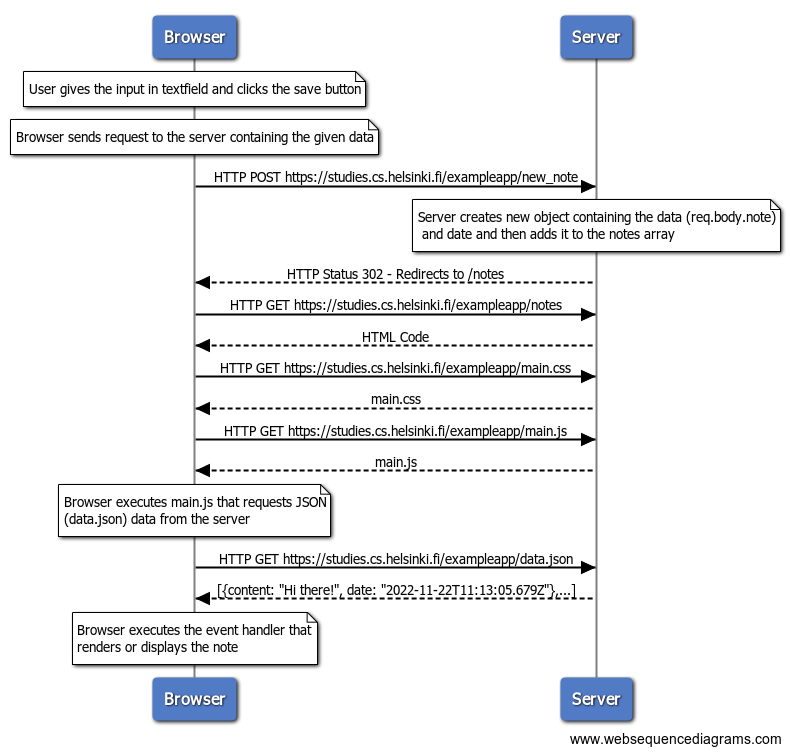 Browser
Server
User gives the input in textfield and clicks the save button
Browser sends request to the server containing the given data
HTTP POST https://studies.cs.helsinki.fi/exampleapp/new_note
Server creates new object containing the data (req.body.note)
and date and then adds it to the notes array
HTTP Status 302 - Redirects to /notes
HTTP GET https://studies.cs.helsinki.fi/exampleapp/notes
HTML Code
HTTP GET https://studies.cs.helsinki.fi/exampleapp/main.css
main.css
HTTP GET https://studies.cs.helsinki.fi/exampleapp/main.js
main.js
Browser executes main.js that requests JSON
(data.json) data from the server
HTTP GET https://studies.cs.helsinki.fi/exampleapp/data.json
[{content: "Hi there!", date: "2022-11-22T11:13:05.679Z"},...]
Browser executes the event handler that
renders or displays the note
Browser
Server
www.websequencediagrams.com